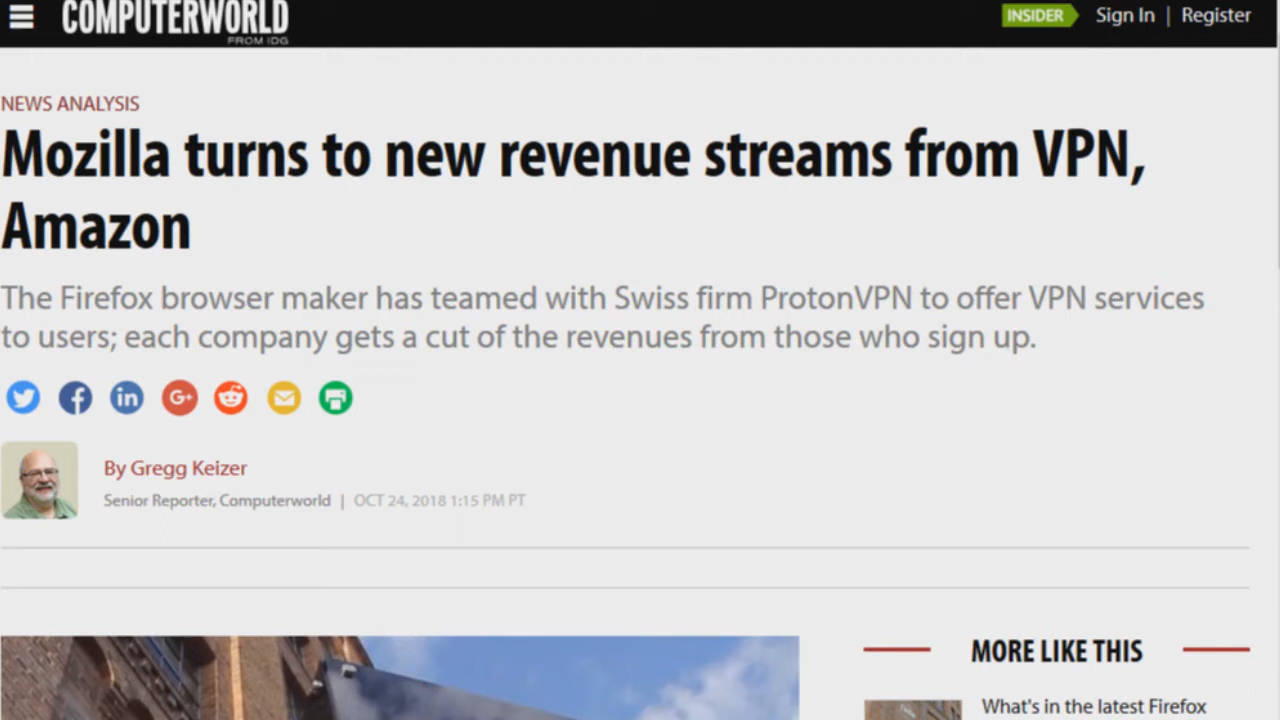 COMPUTERWORLD
FROM IDG
INSIDER Sign In | Register
NEWS ANALYSIS
Mozilla turns to new revenue streams from VPN,
Amazon
The Firefox browser maker has teamed with Swiss firm ProtonVPN to offer VPN services
to users; each company gets a cut of the revenues from those who sign up.
G+
By Gregg Keizer
Senior Reporter, Computerworld | OCT 24, 2018 1:15 PM PT
MORE LIKE THIS
What's in the latest Firefox